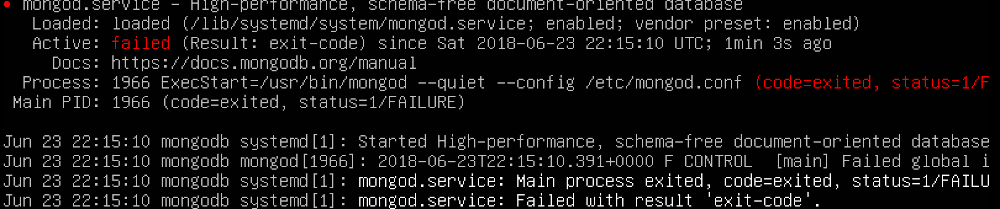 ● mongod.service - High-performance, schema-free document-oriented database
   Loaded: loaded (/lib/systemd/system/mongod.service; enabled; vendor preset: enabled)
   Active: failed (Result: exit-code) since Sat 2018-06-23 22:15:10 UTC; 1min 3s ago
     Docs: https://docs.mongodb.org/manual
  Process: 1966 ExecStart=/usr/bin/mongod --quiet --config /etc/mongod.conf (code=exited, status=1/F
 Main PID: 1966 (code=exited, status=1/FAILURE)

Jun 23 22:15:10 mongodb systemd[1]: Started High-performance, schema-free document-oriented database
Jun 23 22:15:10 mongodb mongod[1966]: 2018-06-23T22:15:10.391+0000 F CONTROL  [main] Failed global i
Jun 23 22:15:10 mongodb systemd[1]: mongod.service: Main process exited, code=exited, status=1/FAILU
Jun 23 22:15:10 mongodb systemd[1]: mongod.service: Failed with result 'exit-code'.